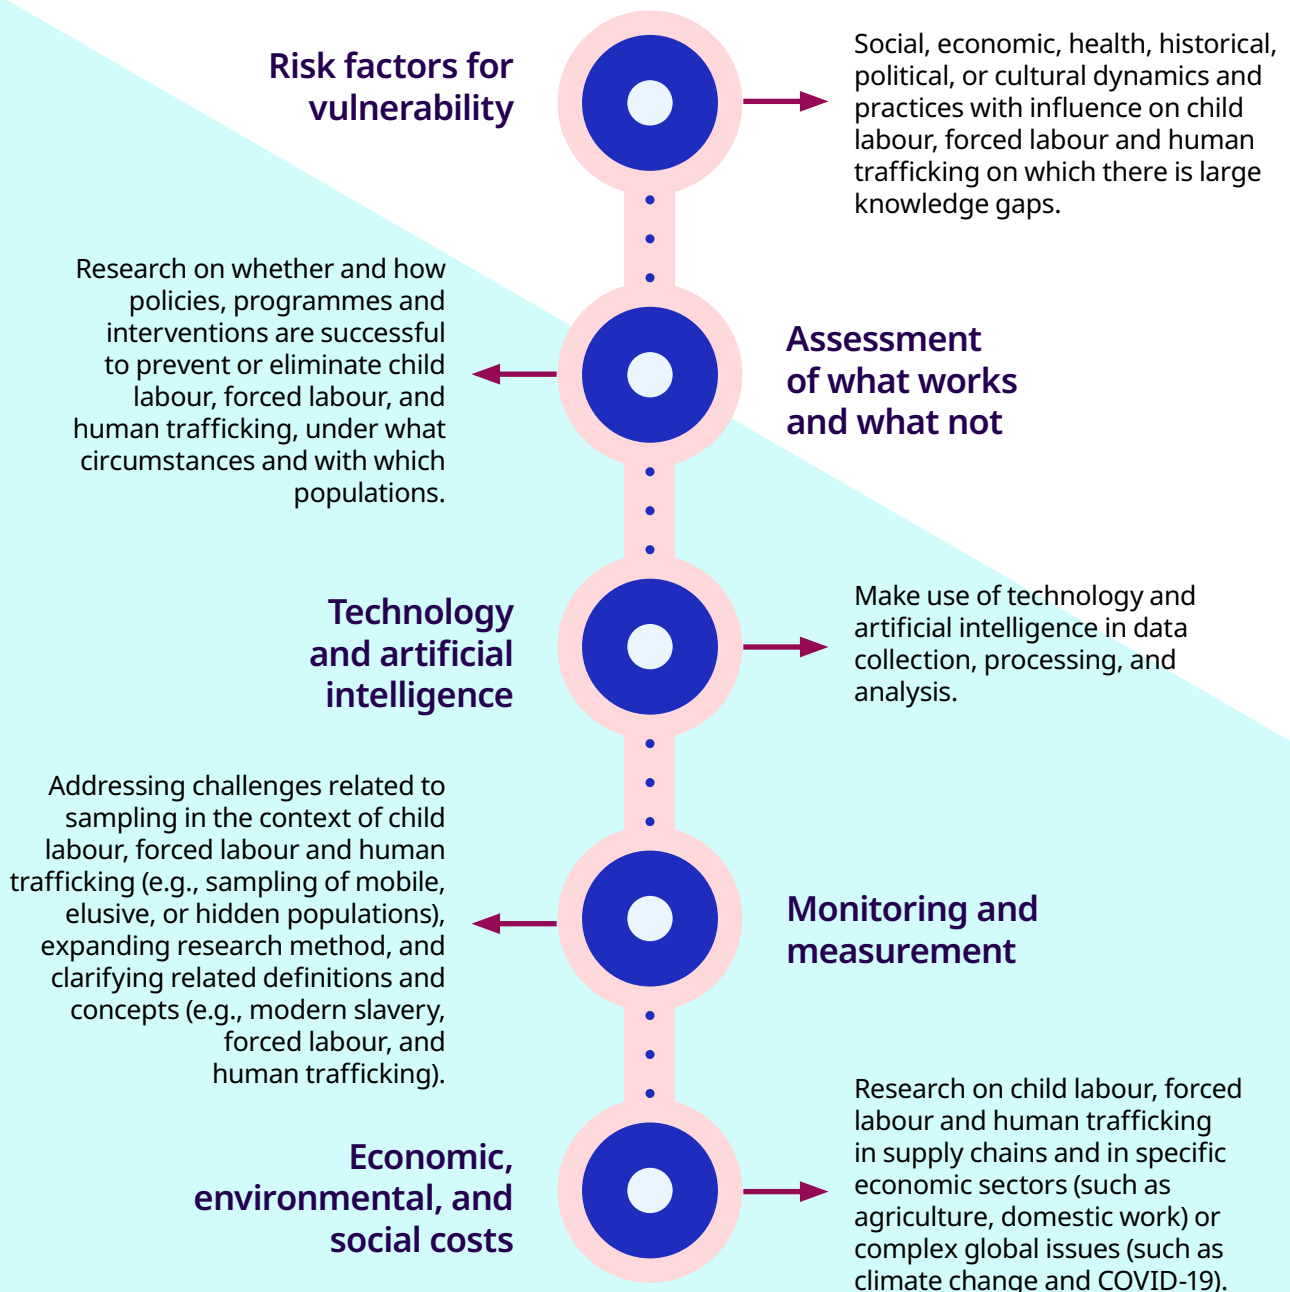 Risk factors for
vulnerability
Social, economic, health, historical,
political, or cultural dynamics and
practices with influence on child
labour, forced labour and human
trafficking on which there is large
knowledge gaps.
Assessment
of what works
and what not
Research on whether and how
policies, programmes and
interventions are successful
to prevent or eliminate child
labour, forced labour, and
human trafficking, under what
circumstances and with which
populations.
Technology
and artificial
intelligence
Make use of technology and
artificial intelligence in data
collection, processing, and
analysis.
Monitoring and
measurement
Addressing challenges related to
sampling in the context of child
labour, forced labour and human
trafficking (e.g., sampling of mobile,
elusive, or hidden populations),
expanding research method, and
clarifying related definitions and
concepts (e.g., modern slavery,
forced labour, and
human trafficking).
Economic,
environmental, and
social costs
Research on child labour, forced
labour and human trafficking
in supply chains and in specific
economic sectors (such as
agriculture, domestic work) or
complex global issues (such as
climate change and COVID-19).